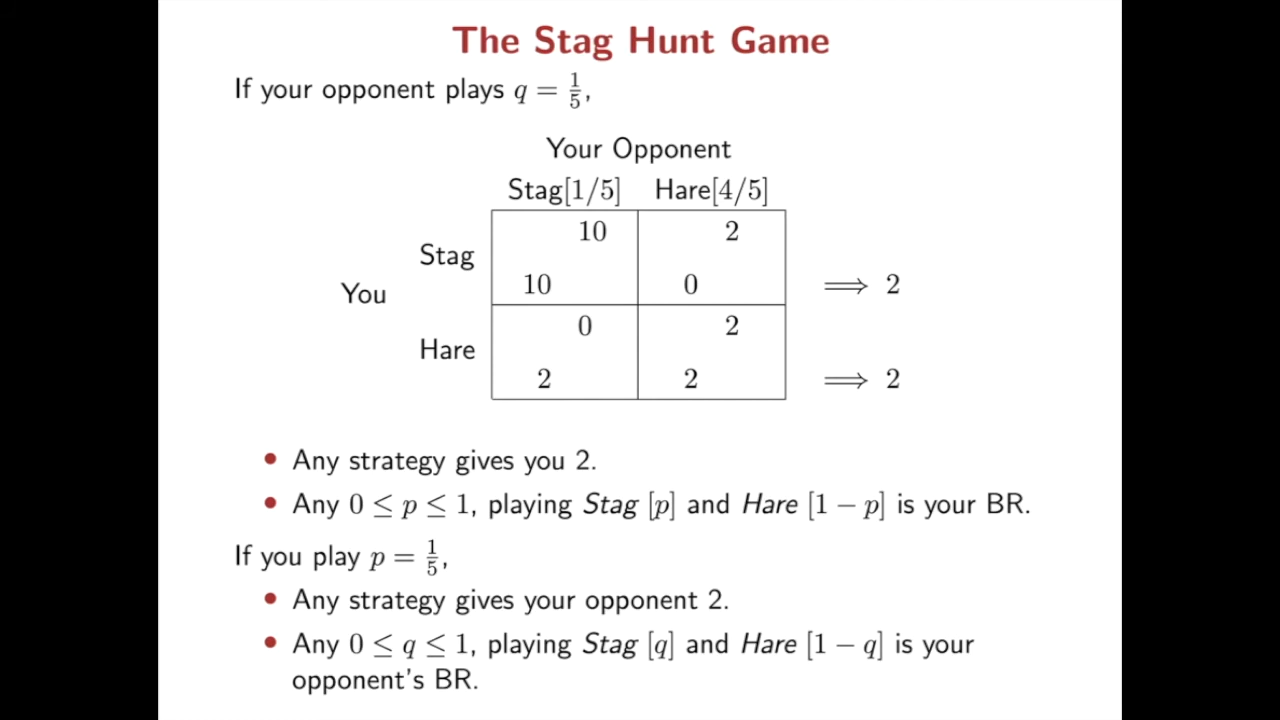 The Stag Hunt Game
If your opponent plays q = 1/5,
Your Opponent
Stag[1/5] Hare[4/5]
10 2
Stag
10 0 ⟹ 2
You
0 2
Hare
2 2 ⟹ 2
• Any strategy gives you 2.
• Any 0 ≤ p ≤ 1, playing Stag [p] and Hare [1 − p] is your BR.
If you play p = 1/5,
• Any strategy gives your opponent 2.
• Any 0 ≤ q ≤ 1, playing Stag [q] and Hare [1 − q] is your
opponent's BR.